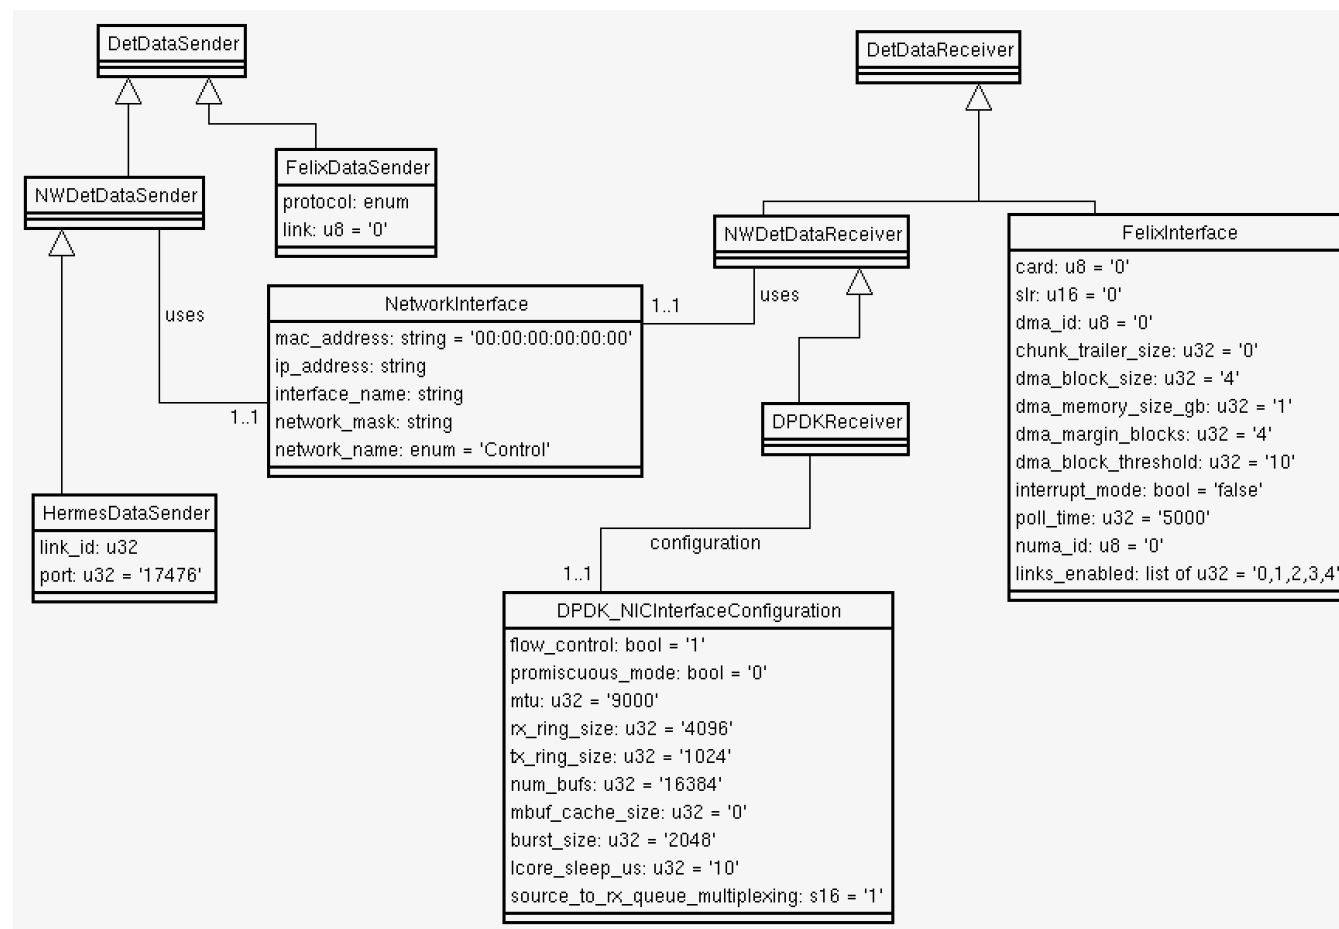 DetDataSender
DetDataReceiver
FelixDataSender
protocol: enum
link: u8 = '0'
NWDetDataSender
NWDetDataReceiver
FelixInterface
card: u8 = '0'
slr: u16 = '0'
dma_id: u8 = '0'
chunk_trailer_size: u32 = '0'
dma_block_size: u32 = '4'
dma_memory_size_gb: u32 = '1'
dma_margin_blocks: u32 = '4'
dma_block_threshold: u32 = '10'
interrupt_mode: bool = 'false'
poll_time: u32 = '5000'
numa_id: u8 = '0'
links_enabled: list of u32 = '0,1,2,3,4'
uses
1..1
NetworkInterface
mac_address: string = '00:00:00:00:00:00'
ip_address: string
interface_name: string
network_mask: string
network_name: enum = 'Control'
1..1
uses
DPDKReceiver
HermesDataSender
link_id: u32
port: u32 = '17476'
configuration
1..1
DPDK_NICInterfaceConfiguration
flow_control: bool = '1'
promiscuous_mode: bool = '0'
mtu: u32 = '9000'
rx_ring_size: u32 = '4096'
tx_ring_size: u32 = '1024'
num_bufs: u32 = '16384'
mbuf_cache_size: u32 = '0'
burst_size: u32 = '2048'
lcore_sleep_us: u32 = '10'
source_to_rx_queue_multiplexing: s16 = '1'